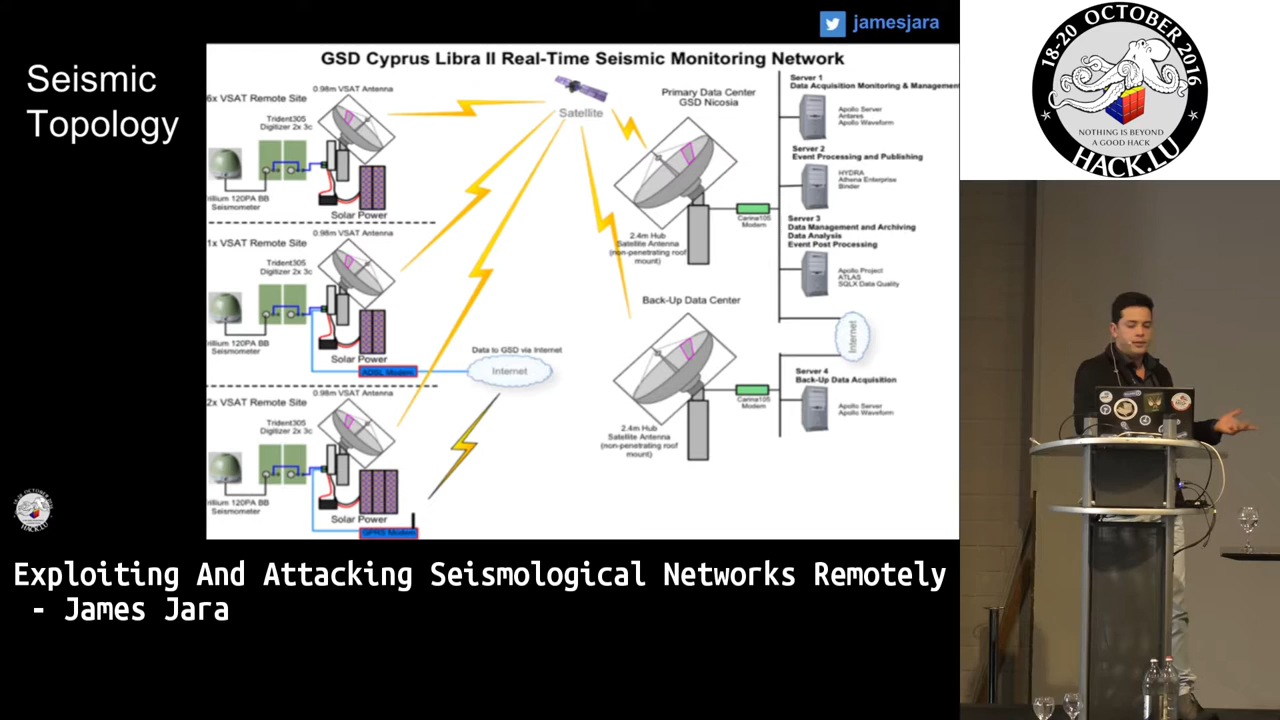 jamesjara
Seismic
Topology
GSD Cyprus Libra II Real-Time Seismic Monitoring Network
6x VSAT Remote Site
0.98m VSAT Antenna
Trident305
Digitizer 2x 3c
rillium 120PA BB
Seismometer
Solar Power
1x VSAT Remote Site
0.98m VSAT Antenna
Trident305
Digitizer 2x 3c
rillium 120PA BB
Seismometer
Solar Power
ADSL Modem
2x VSAT Remote Site
0.98m VSAT Antenna
Trident305
Digitizer 2x 3c
rillium 120PA BB
Seismometer
Solar Power
GPRS Modem
Satellite
Data to GSD via Internet
Internet
Primary Data Center
GSD Nicosia
2.4m Hub
Satellite Antenna
(non-penetrating roof
mount)
Carina105
Modem
Back-Up Data Center
2.4m Hub
Satellite Antenna
(non-penetrating roof
mount)
Carina105
Modem
Server 1
Data Acquisition Monitoring & Management
Apollo Server
Antares
Apollo Waveform
Server 2
Event Processing and Publishing
HYDRA
Athena Enterprise
Binder
Server 3
Data Management and Archiving
Data Analysis
Event Post Processing
Apollo Project
ATLAS
SQLX Data Quality
Internet
Server 4
Back-Up Data Acquisition
Apollo Server
Apollo Waveform
18-20 OCTOBER 2016
NOTHING IS BEYOND
A GOOD HACK
HACK.LU
Exploiting And Attacking Seismological Networks Remotely
- James Jara